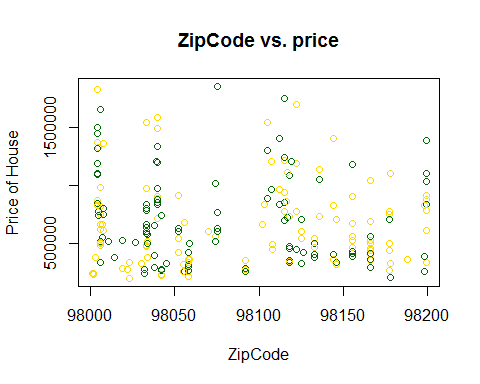 ZipCode vs. price
Price of House
1500000
500000
98000 98050 98100 98150 98200
ZipCode